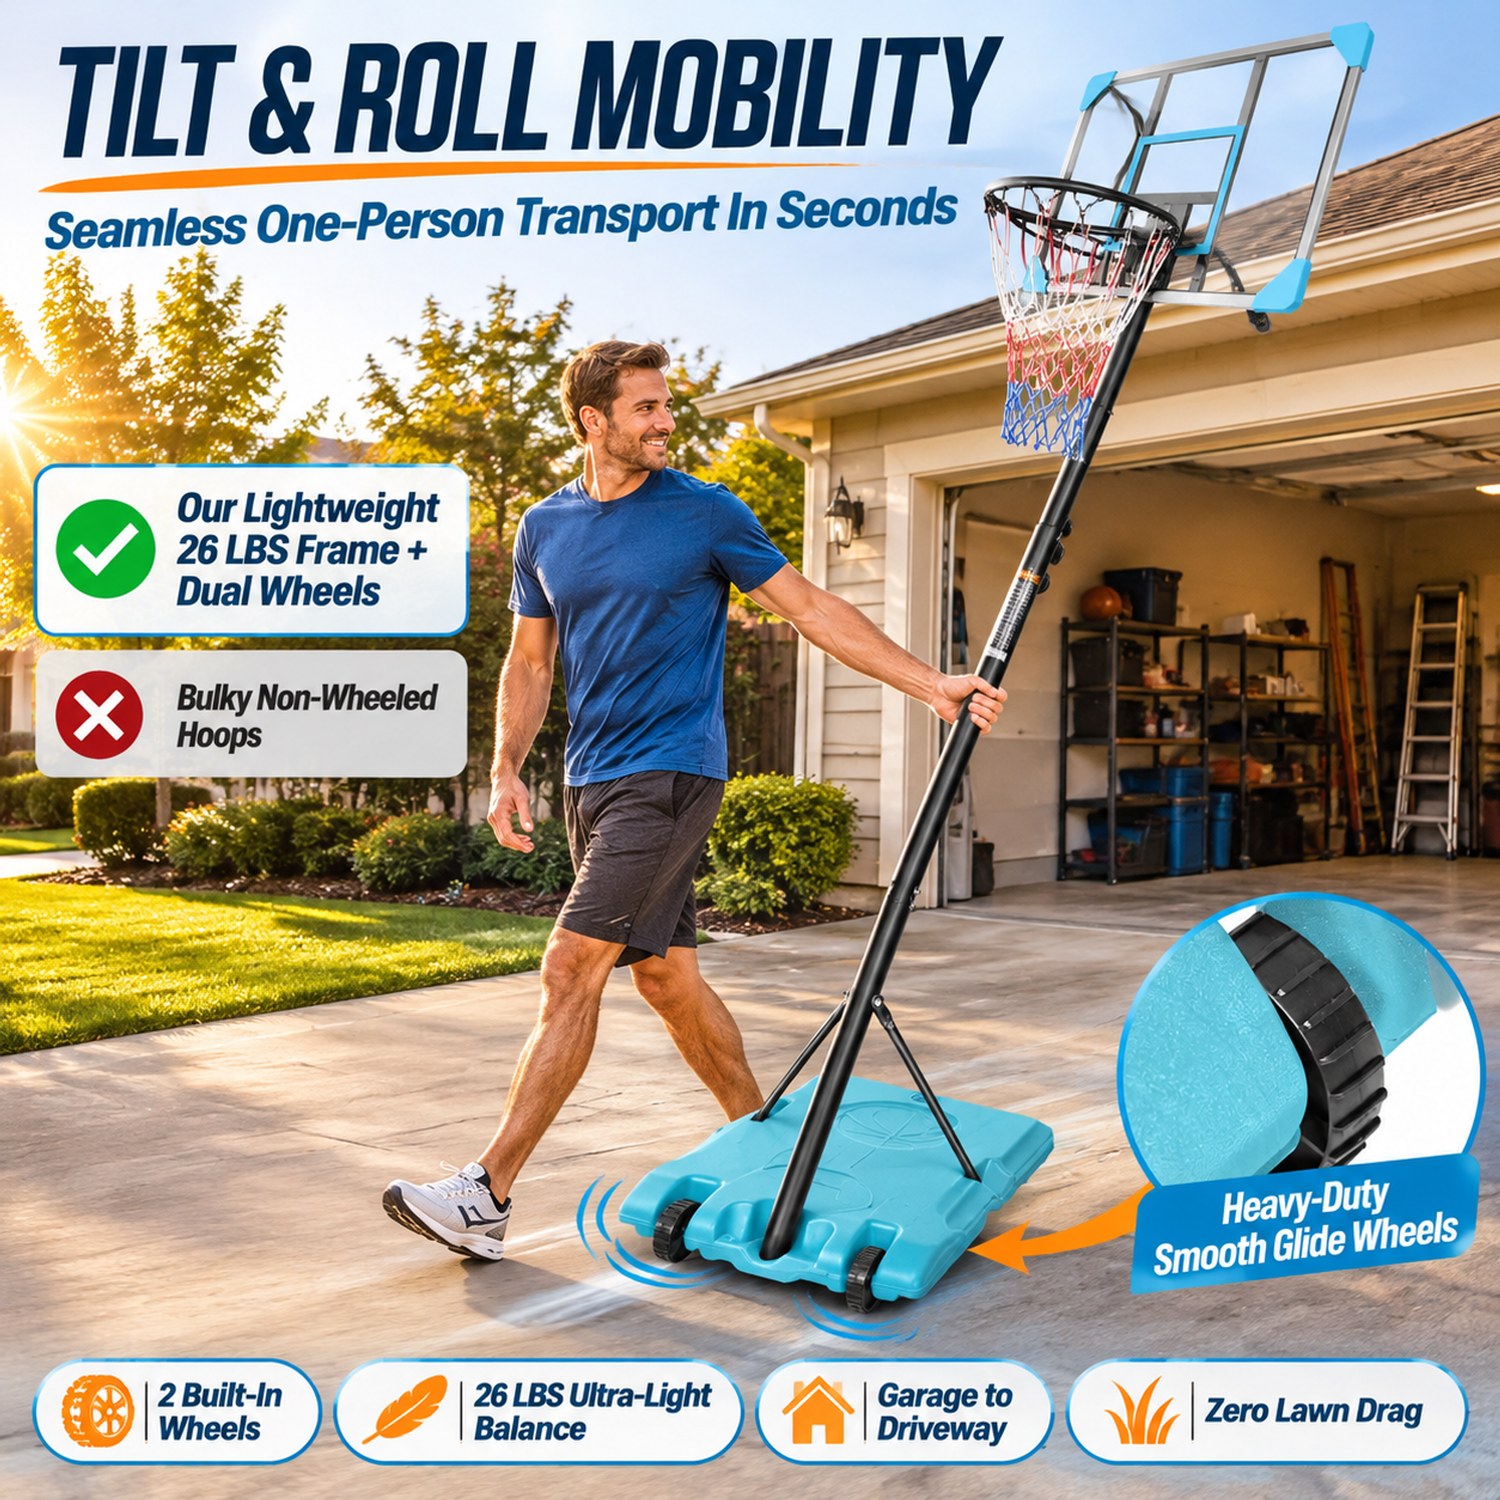 TILT & ROLL MOBILITY
Seamless One-Person Transport In Seconds
Our Lightweight
26 LBS Frame +
Dual Wheels
Bulky Non-Wheeled
Hoops
Heavy-Duty
Smooth Glide Wheels
2 Built-In
Wheels
26 LBS Ultra-Light
Balance
Garage to
Driveway
Zero Lawn Drag